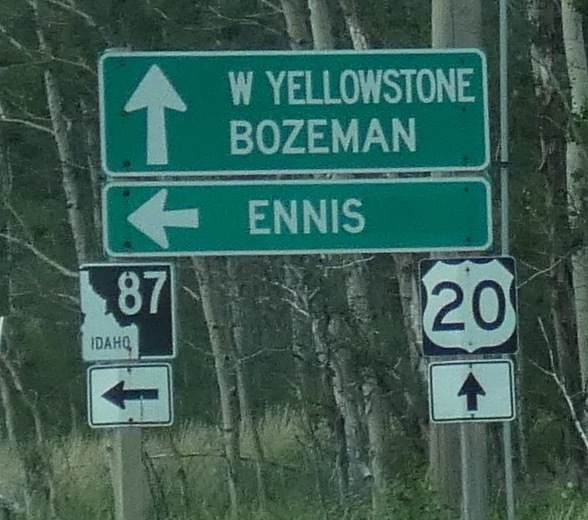 W YELLOWSTONE
BOZEMAN
ENNIS
87
IDAHO
20